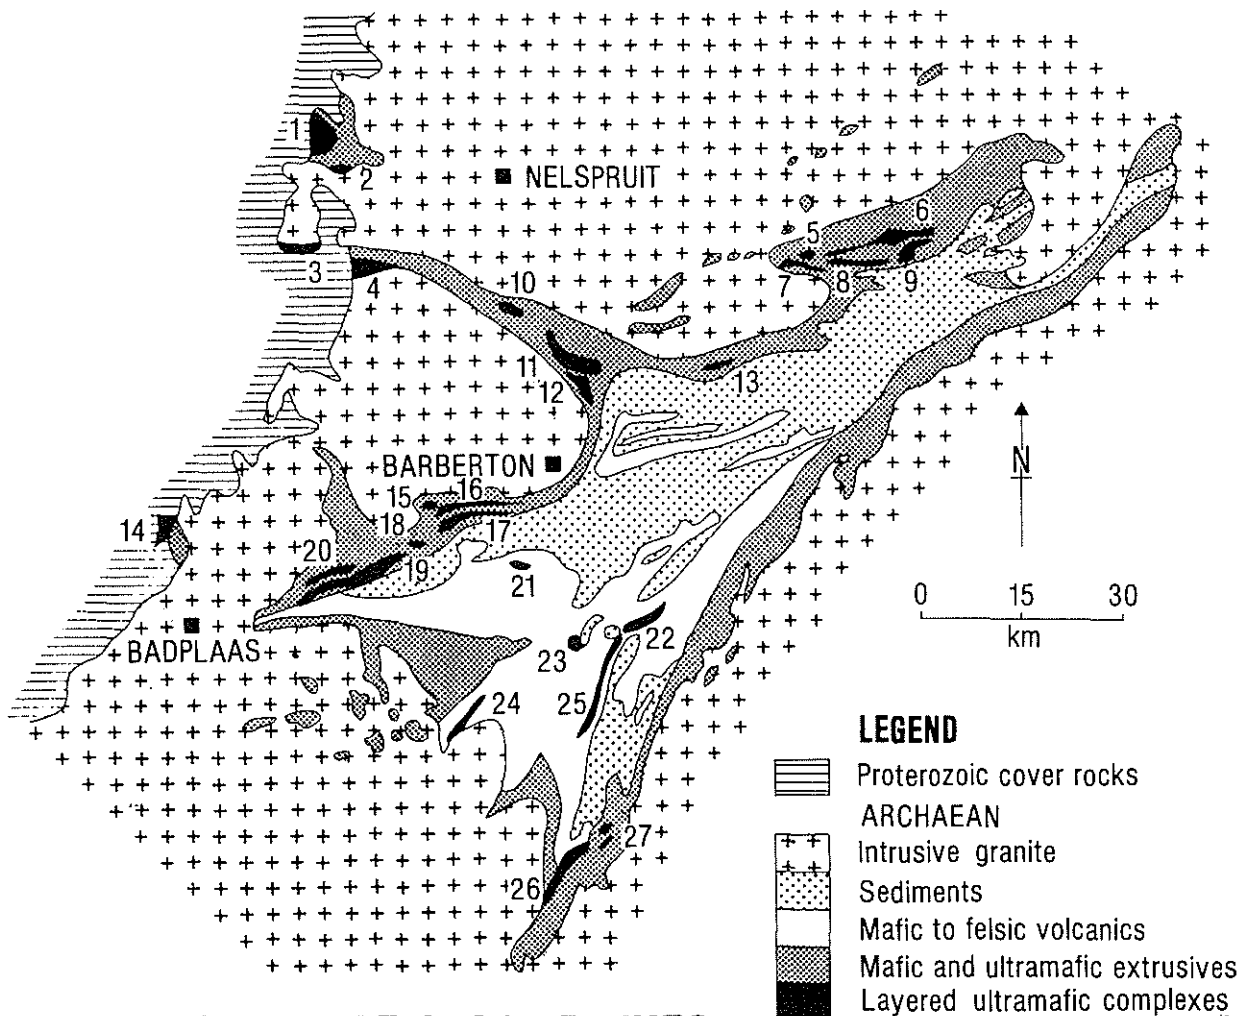 1
2
NELSPRUIT
6
5
3
4
7
8
9
10
11
12
13
BARBERTON
N
15
16
14
18
17
20
19
21
0 15 30
km
22
BADPLAAS
23
24
25
LEGEND
Proterozoic cover rocks
ARCHAEAN
Intrusive granite
27
Sediments
26
Mafic to felsic volcanics
Mafic and ultramafic extrusives
Layered ultramafic complexes